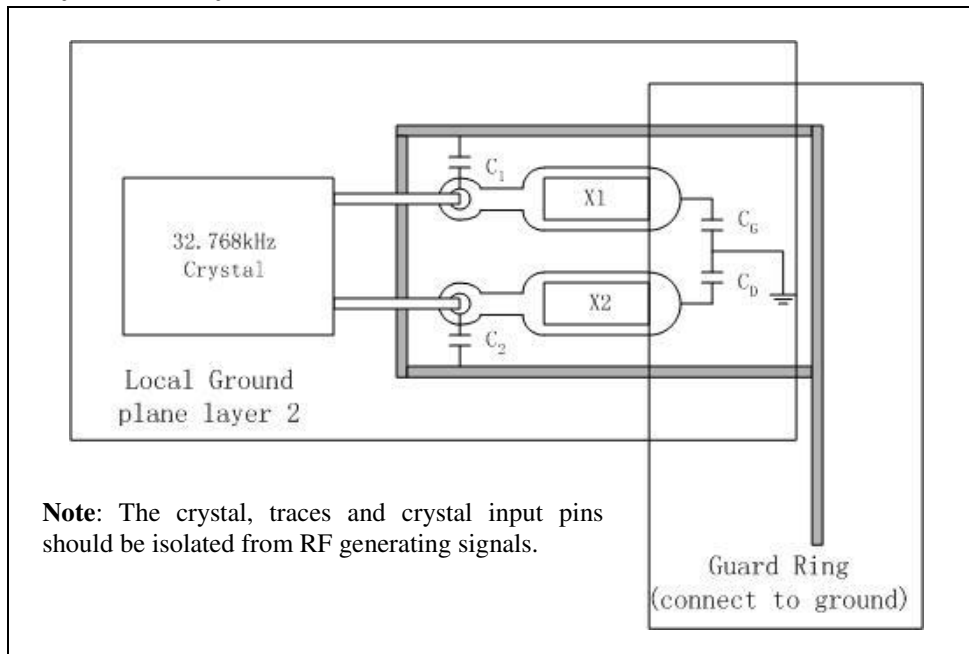 C1
X1
CG
32.768kHz
Crystal
CD
X2
C2
Local Ground
plane layer 2
Note: The crystal, traces and crystal input pins
should be isolated from RF generating signals.
Guard Ring
(connect to ground)